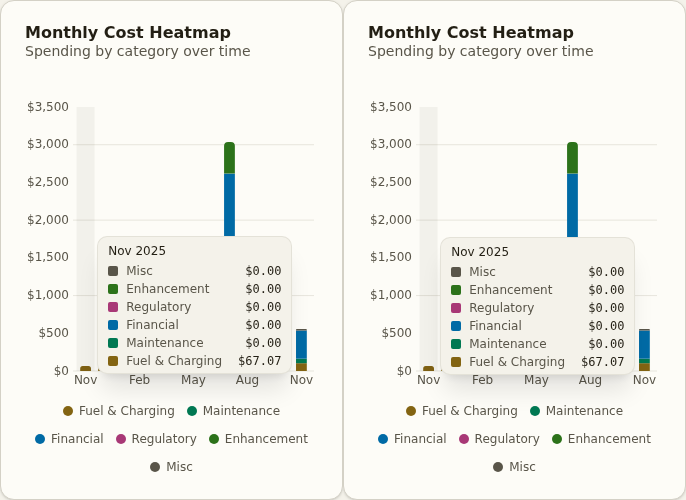 Monthly Cost Heatmap
Spending by category over time
$3,500
$3,000
$2,500
$2,000
$1,500
$1,000
$500
$0
Nov 2025
Misc $0.00
Enhancement $0.00
Regulatory $0.00
Financial $0.00
Maintenance $0.00
Fuel & Charging $67.07
Nov Feb May Aug Nov
Fuel & Charging Maintenance
Financial Regulatory Enhancement
Misc
Monthly Cost Heatmap
Spending by category over time
$3,500
$3,000
$2,500
$2,000
$1,500
$1,000
$500
$0
Nov 2025
Misc $0.00
Enhancement $0.00
Regulatory $0.00
Financial $0.00
Maintenance $0.00
Fuel & Charging $67.07
Nov Feb May Aug Nov
Fuel & Charging Maintenance
Financial Regulatory Enhancement
Misc